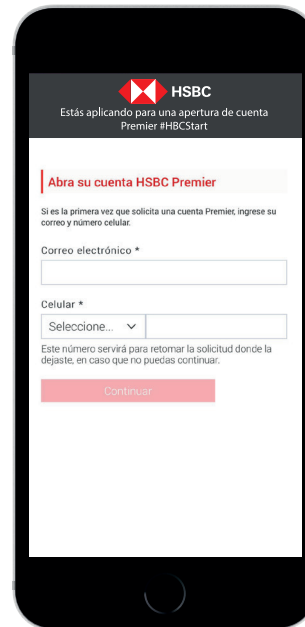 HSBC
Estás aplicando para una apertura de cuenta
Premier #HBCStart
Abra su cuenta HSBC Premier
Si es la primera vez que solicita una cuenta Premier, ingrese su
correo y número celular.
Correo electrónico *
Celular *
Seleccione...
Este número servirá para retomar la solicitud donde la
dejaste, en caso que no puedas continuar.
Continuar